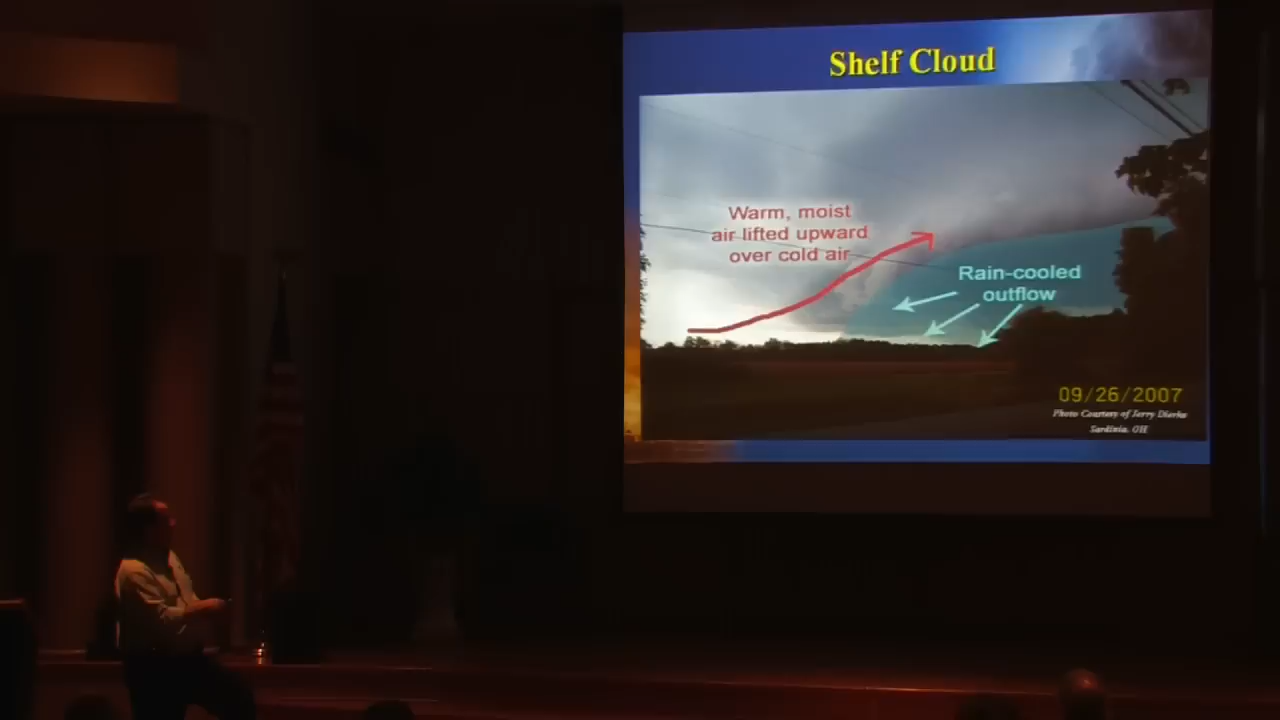 Shelf Cloud
Warm, moist
air lifted upward
over cold air
Rain-cooled
outflow
09/26/2007
Photo Courtesy of Jerry Dierks
Sardinia, OH